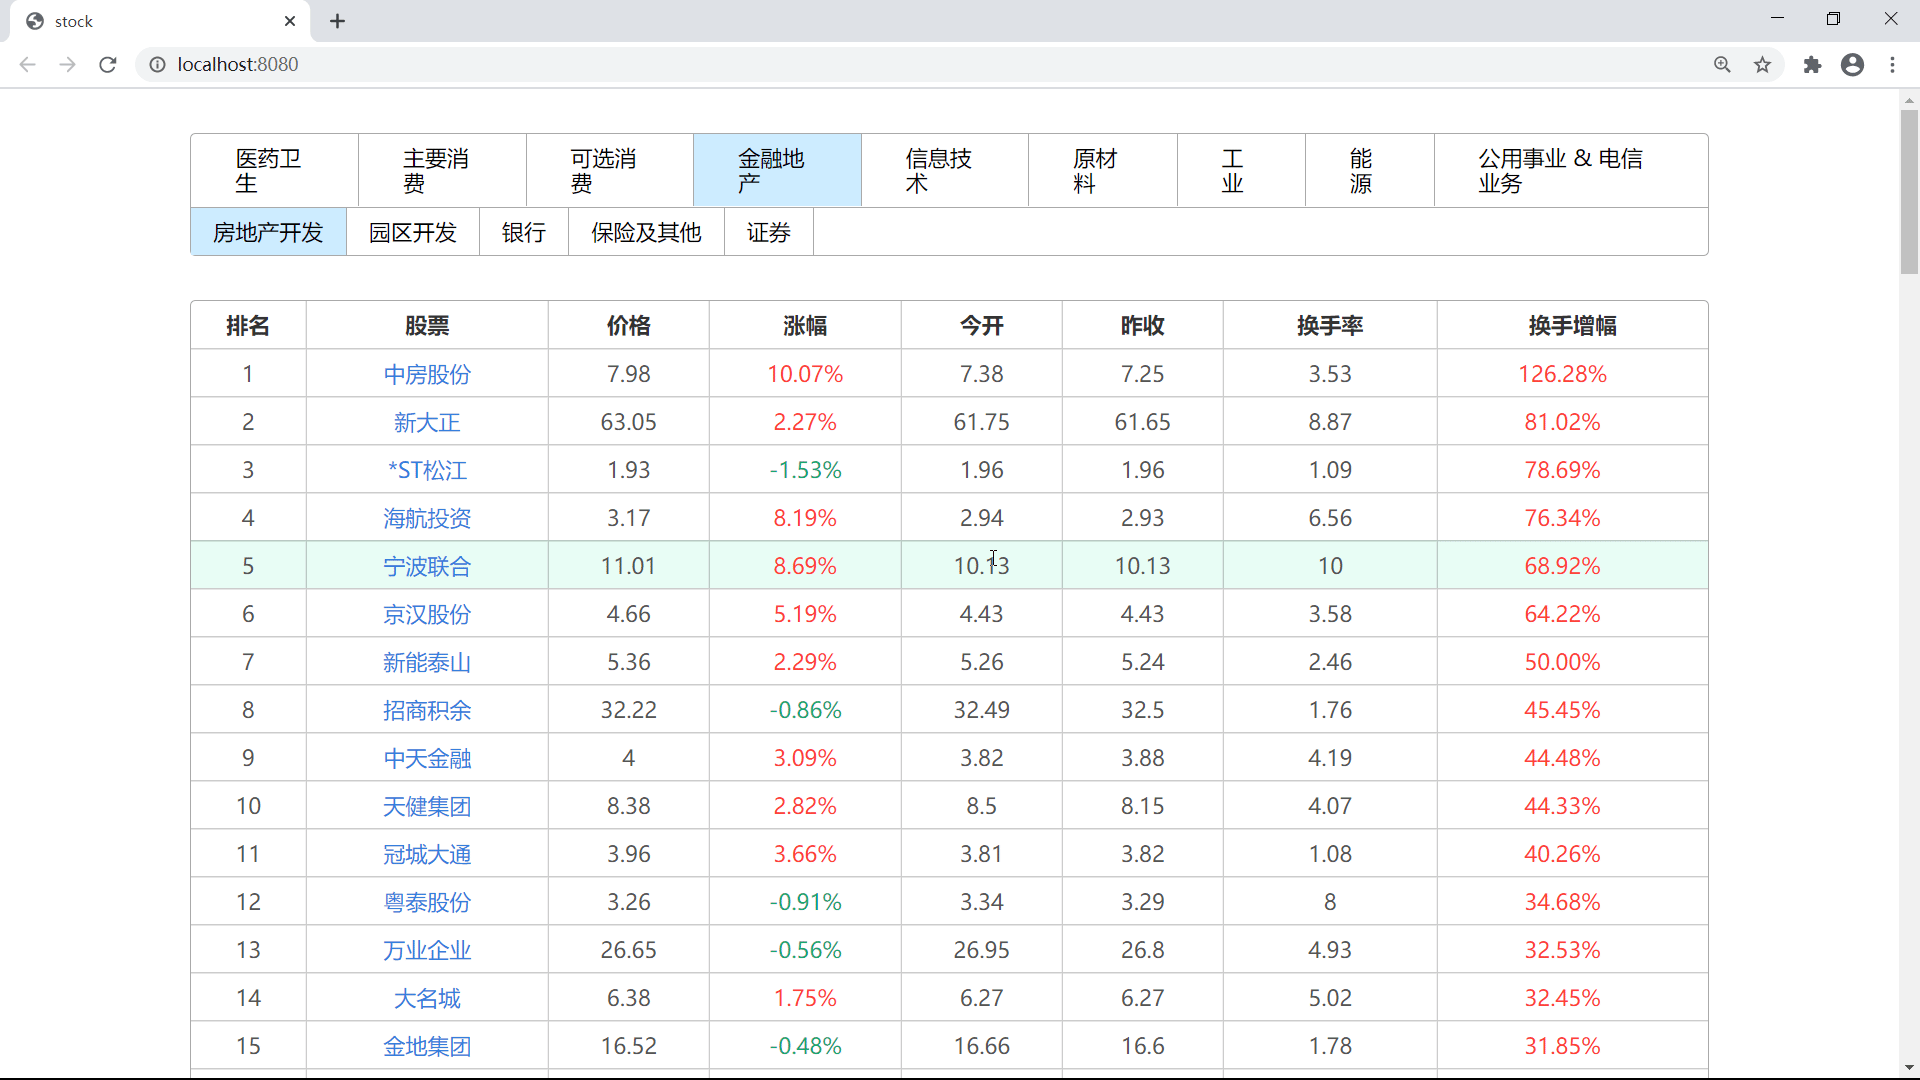 stock
localhost:8080
医药卫生 主要消费 可选消费 金融地产 信息技术 原材料 工业 能源 公用事业 & 电信业务
房地产开发 园区开发 银行 保险及其他 证券
排名 股票 价格 涨幅 今开 昨收 换手率 换手增幅
1 中房股份 7.98 10.07% 7.38 7.25 3.53 126.28%
2 新大正 63.05 2.27% 61.75 61.65 8.87 81.02%
3 *ST松江 1.93 -1.53% 1.96 1.96 1.09 78.69%
4 海航投资 3.17 8.19% 2.94 2.93 6.56 76.34%
5 宁波联合 11.01 8.69% 10.13 10.13 10 68.92%
6 京汉股份 4.66 5.19% 4.43 4.43 3.58 64.22%
7 新能泰山 5.36 2.29% 5.26 5.24 2.46 50.00%
8 招商积余 32.22 -0.86% 32.49 32.5 1.76 45.45%
9 中天金融 4 3.09% 3.82 3.88 4.19 44.48%
10 天健集团 8.38 2.82% 8.5 8.15 4.07 44.33%
11 冠城大通 3.96 3.66% 3.81 3.82 1.08 40.26%
12 粤泰股份 3.26 -0.91% 3.34 3.29 8 34.68%
13 万业企业 26.65 -0.56% 26.95 26.8 4.93 32.53%
14 大名城 6.38 1.75% 6.27 6.27 5.02 32.45%
15 金地集团 16.52 -0.48% 16.66 16.6 1.78 31.85%